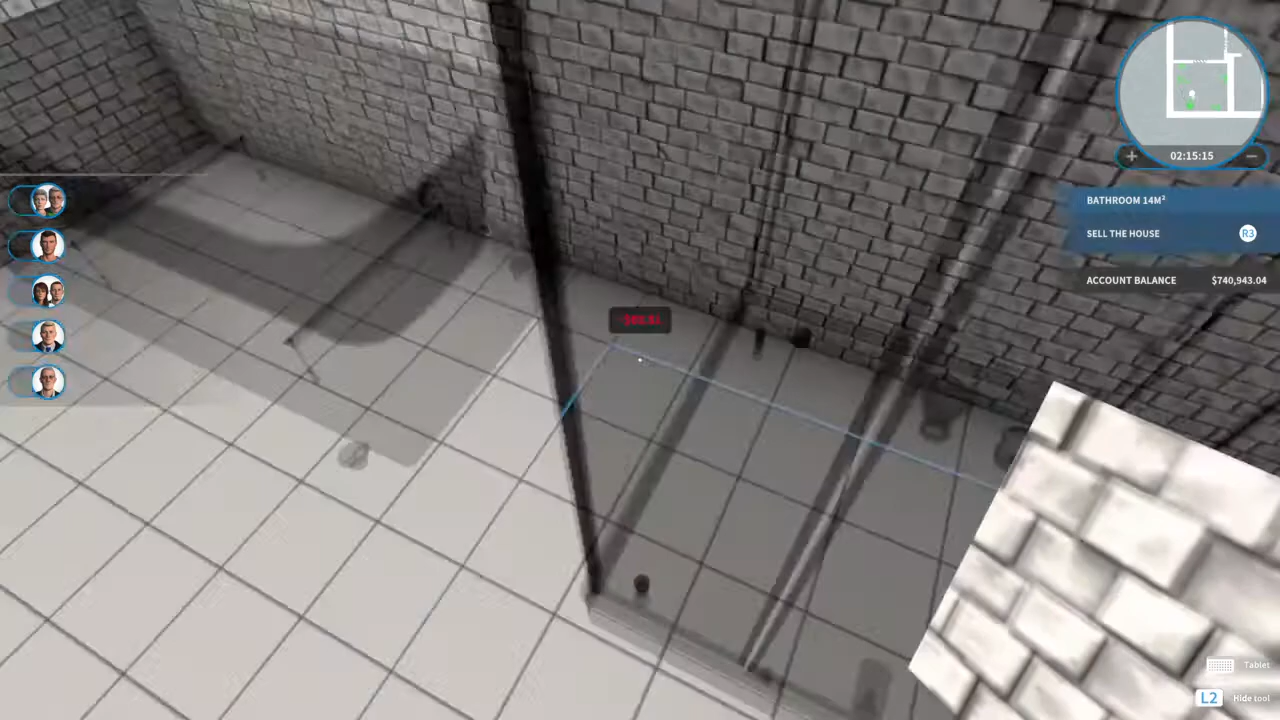 02:15:15
BATHROOM 14M²
SELL THE HOUSE R3
ACCOUNT BALANCE $740,943.04
Tablet
L2 Hide tool